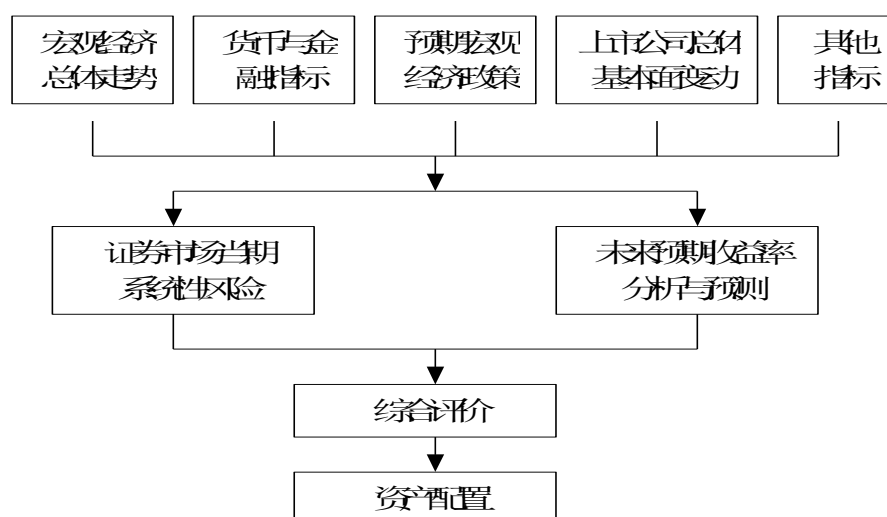 宏观经济
总体走势
货币与金
融指标
预期宏观
经济政策
上市公司总体
基本面变动
其他
指标
证券市场当期
系统性风险
未来预期收益率
分析与预测
综合评价
资产配置